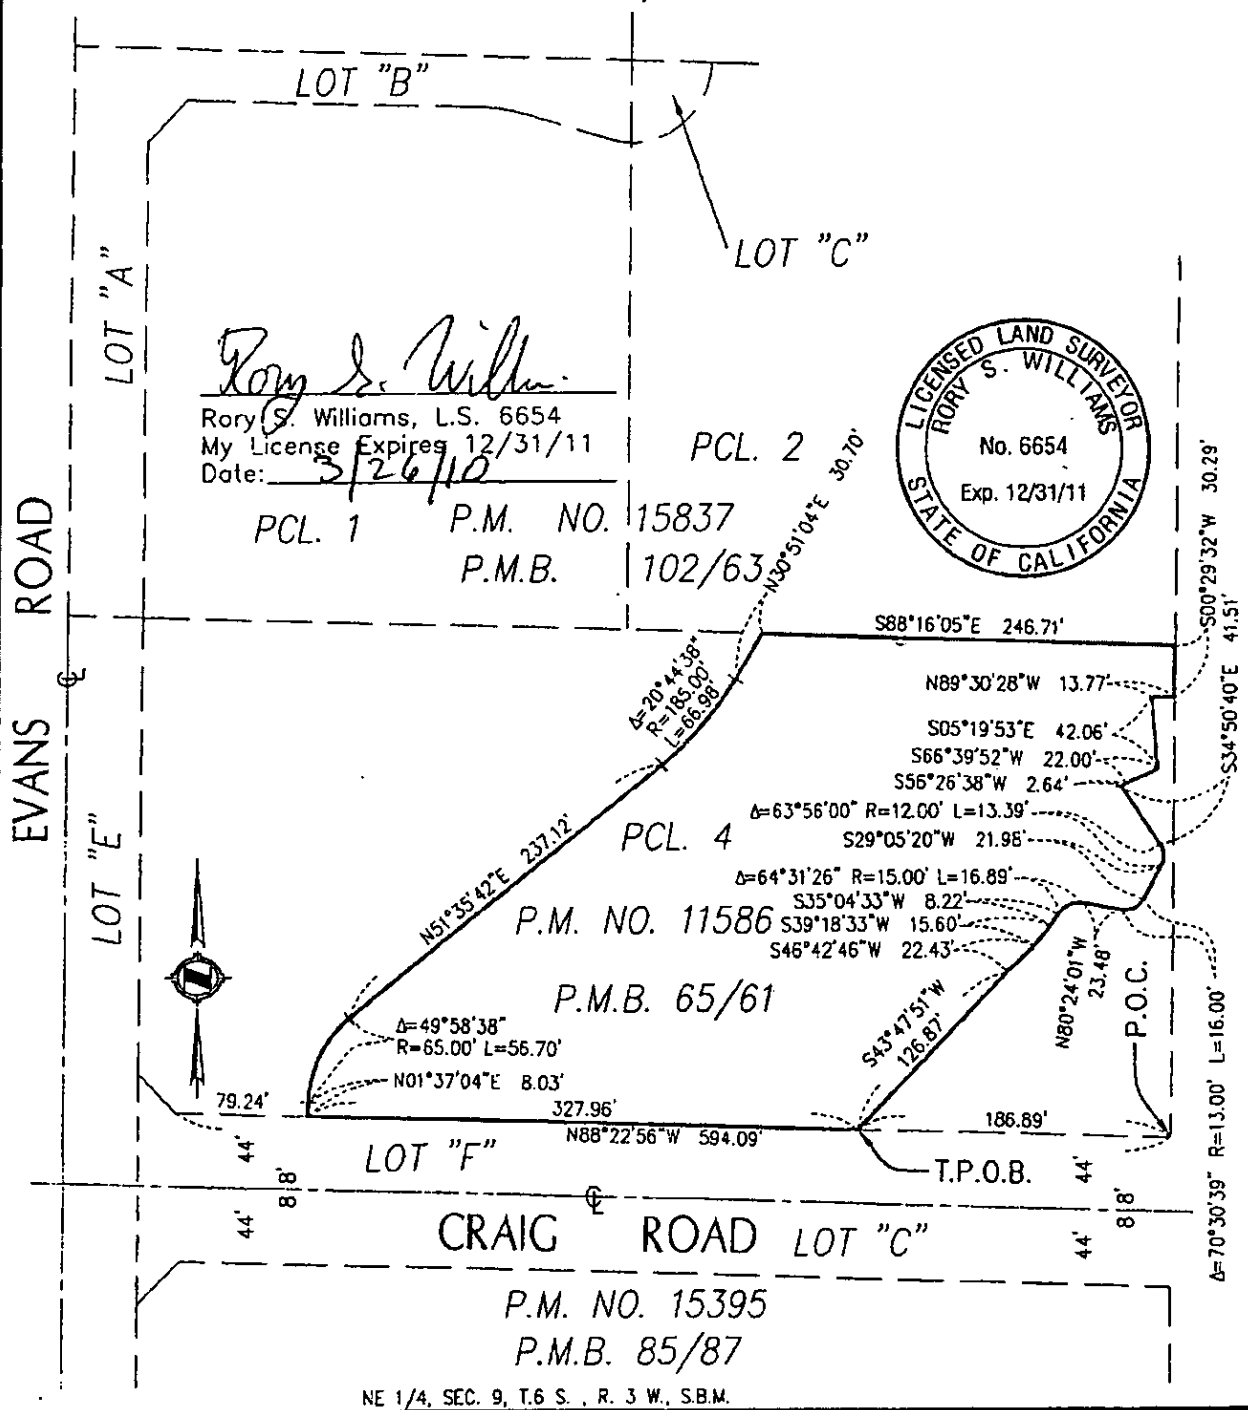 LOT "B"
LOT "C"
LOT "A"
Rory S. Williams
Rory S. Williams, L.S. 6654
My License Expires 12/31/11
Date: 3/26/10
LICENSED LAND SURVEYOR
RORY S. WILLIAMS
No. 6654
Exp. 12/31/11
STATE OF CALIFORNIA
PCL. 2
PCL. 1
P.M. NO. 15837
P.M.B. 102/63
N30°51'04"E 30.70'
S00°29'32"W 30.29'
S88°16'05"E 246.71'
EVANS ROAD
℄
Δ=20°44'38"
R=185.00'
L=66.98'
N89°30'28"W 13.77'
S05°19'53"E 42.06'
S66°39'52"W 22.00'
S56°26'38"W 2.64'
S34°50'40"E 41.51'
Δ=63°56'00" R=12.00' L=13.39'
S29°05'20"W 21.98'
Δ=64°31'26" R=15.00' L=16.89'
S35°04'33"W 8.22'
S39°18'33"W 15.60'
S46°42'46"W 22.43'
PCL. 4
P.M. NO. 11586
P.M.B. 65/61
N51°35'42"E 237.12'
LOT "E"
S43°47'51"W
126.87'
N80°24'01"W
23.48'
P.O.C.
Δ=70°30'39" R=13.00' L=16.00'
Δ=49°58'38"
R=65.00' L=56.70'
N01°37'04"E 8.03'
79.24'
327.96'
186.89'
N88°22'56"W 594.09'
T.P.O.B.
LOT "F"
44'
8'
8'
44'
44'
8'
8'
44'
℄
CRAIG ROAD LOT "C"
P.M. NO. 15395
P.M.B. 85/87
NE 1/4, SEC. 9, T.6 S. , R. 3 W., S.B.M.